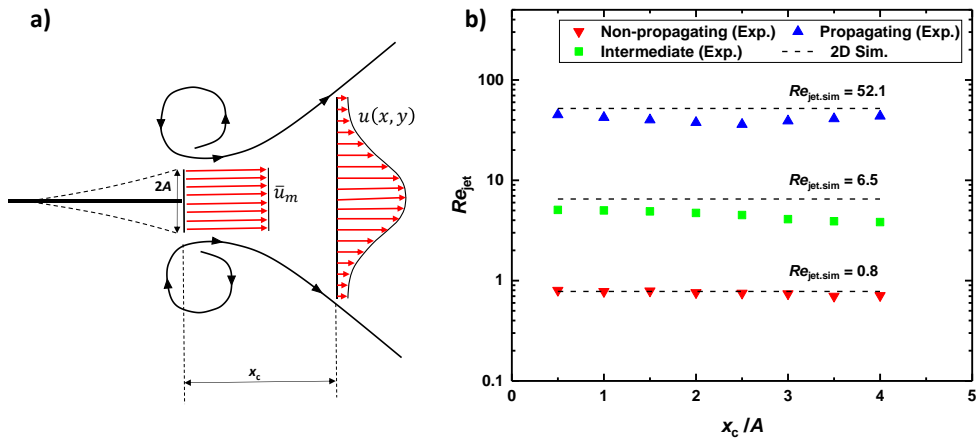 a)
2A
u̅ₘ
u(x, y)
x_c
b)
Non-propagating (Exp.)
Propagating (Exp.)
Intermediate (Exp.)
2D Sim.
Re_jet
100
10
1
0.1
Re_jet.sim = 52.1
Re_jet.sim = 6.5
Re_jet.sim = 0.8
0 1 2 3 4 5
x_c /A